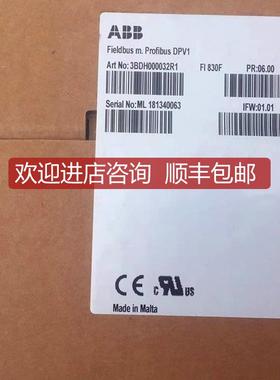 ABB
Fieldbus m. Profibus DPV1
Art No: 3BDH000032R1 FI 830F PR:06.00
Serial No: ML 181340063 IFW:01.01
欢迎进店咨询 顺丰包邮
CE c RU us
Made in Malta